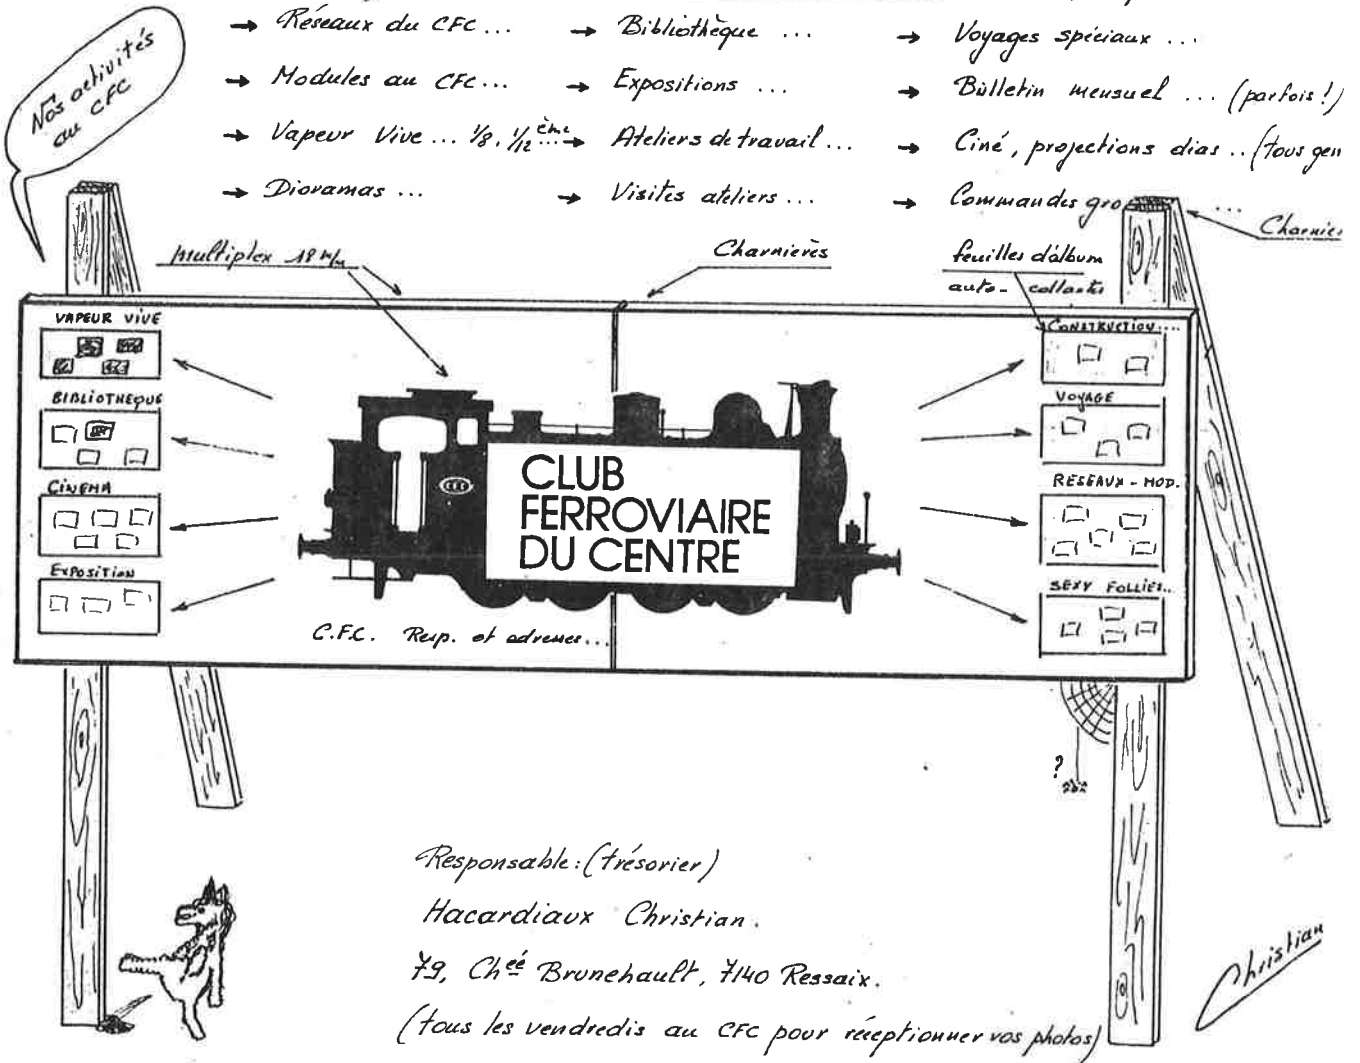 Nos activités
au CFC
→ Réseaux du CFC ... → Bibliothèque ... → Voyages spéciaux ...
→ Modules au CFC ... → Expositions ... → Bulletin mensuel ... (parfois !)
→ Vapeur Vive ... 1/8, 1/12 ème ... → Ateliers de travail ... → Ciné, projections dias .. (tous gen
→ Dioramas ... → Visites ateliers ... → Commandes gro ...
multiplex 18 m/m
Charnières
feuilles d'album
auto-collantes
Charnièr
VAPEUR VIVE
BIBLIOTHEQUE
CINEMA
EXPOSITION
CFC
CLUB
FERROVIAIRE
DU CENTRE
C.F.C. Resp. et adresses...
CONSTRUCTION....
VOYAGE
RESEAUX - MOD.
SEXY FOLLIES..
?
Responsable: (trésorier)
Hacardiaux Christian.
79, Chée Brunehault, 7140 Ressaix.
(tous les vendredis au CFC pour réceptionner vos photos)
Christian